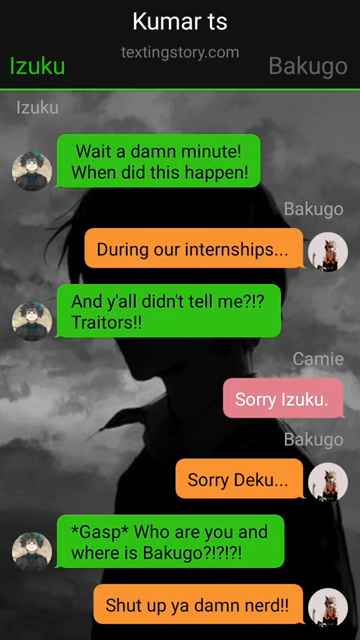 Kumar ts
textingstory.com
Izuku
Bakugo
Izuku
Wait a damn minute!
When did this happen!
Bakugo
During our internships...
And y'all didn't tell me?!?
Traitors!!
Camie
Sorry Izuku.
Bakugo
Sorry Deku...
*Gasp* Who are you and
where is Bakugo?!?!?!
Shut up ya damn nerd!!